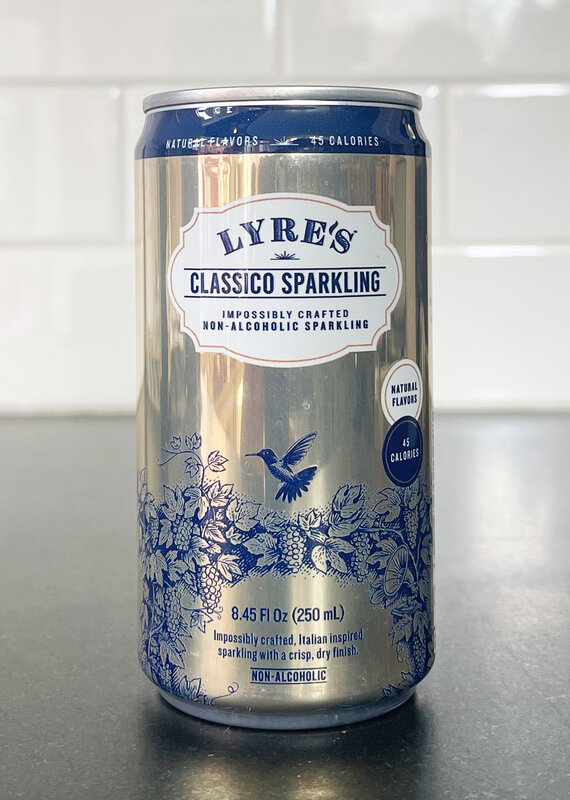 NATURAL FLAVORS 45 CALORIES
LYRE'S
CLASSICO SPARKLING
IMPOSSIBLY CRAFTED
NON-ALCOHOLIC SPARKLING
NATURAL
FLAVORS
45
CALORIES
8.45 Fl Oz (250 mL)
Impossibly crafted, Italian inspired
sparkling with a crisp, dry finish.
NON-ALCOHOLIC